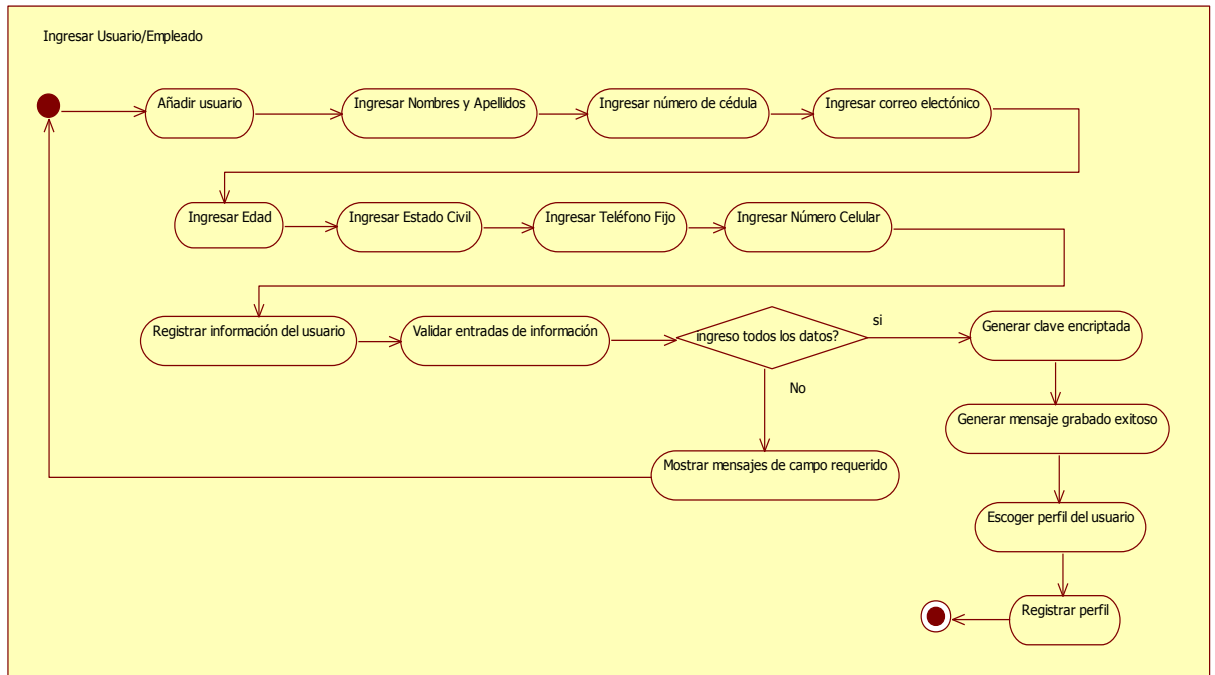 Ingresar Usuario/Empleado
Añadir usuario
Ingresar Nombres y Apellidos
Ingresar número de cédula
Ingresar correo electónico
Ingresar Edad
Ingresar Estado Civil
Ingresar Teléfono Fijo
Ingresar Número Celular
Registrar información del usuario
Validar entradas de información
ingreso todos los datos?
si
Generar clave encriptada
No
Generar mensaje grabado exitoso
Mostrar mensajes de campo requerido
Escoger perfil del usuario
Registrar perfil